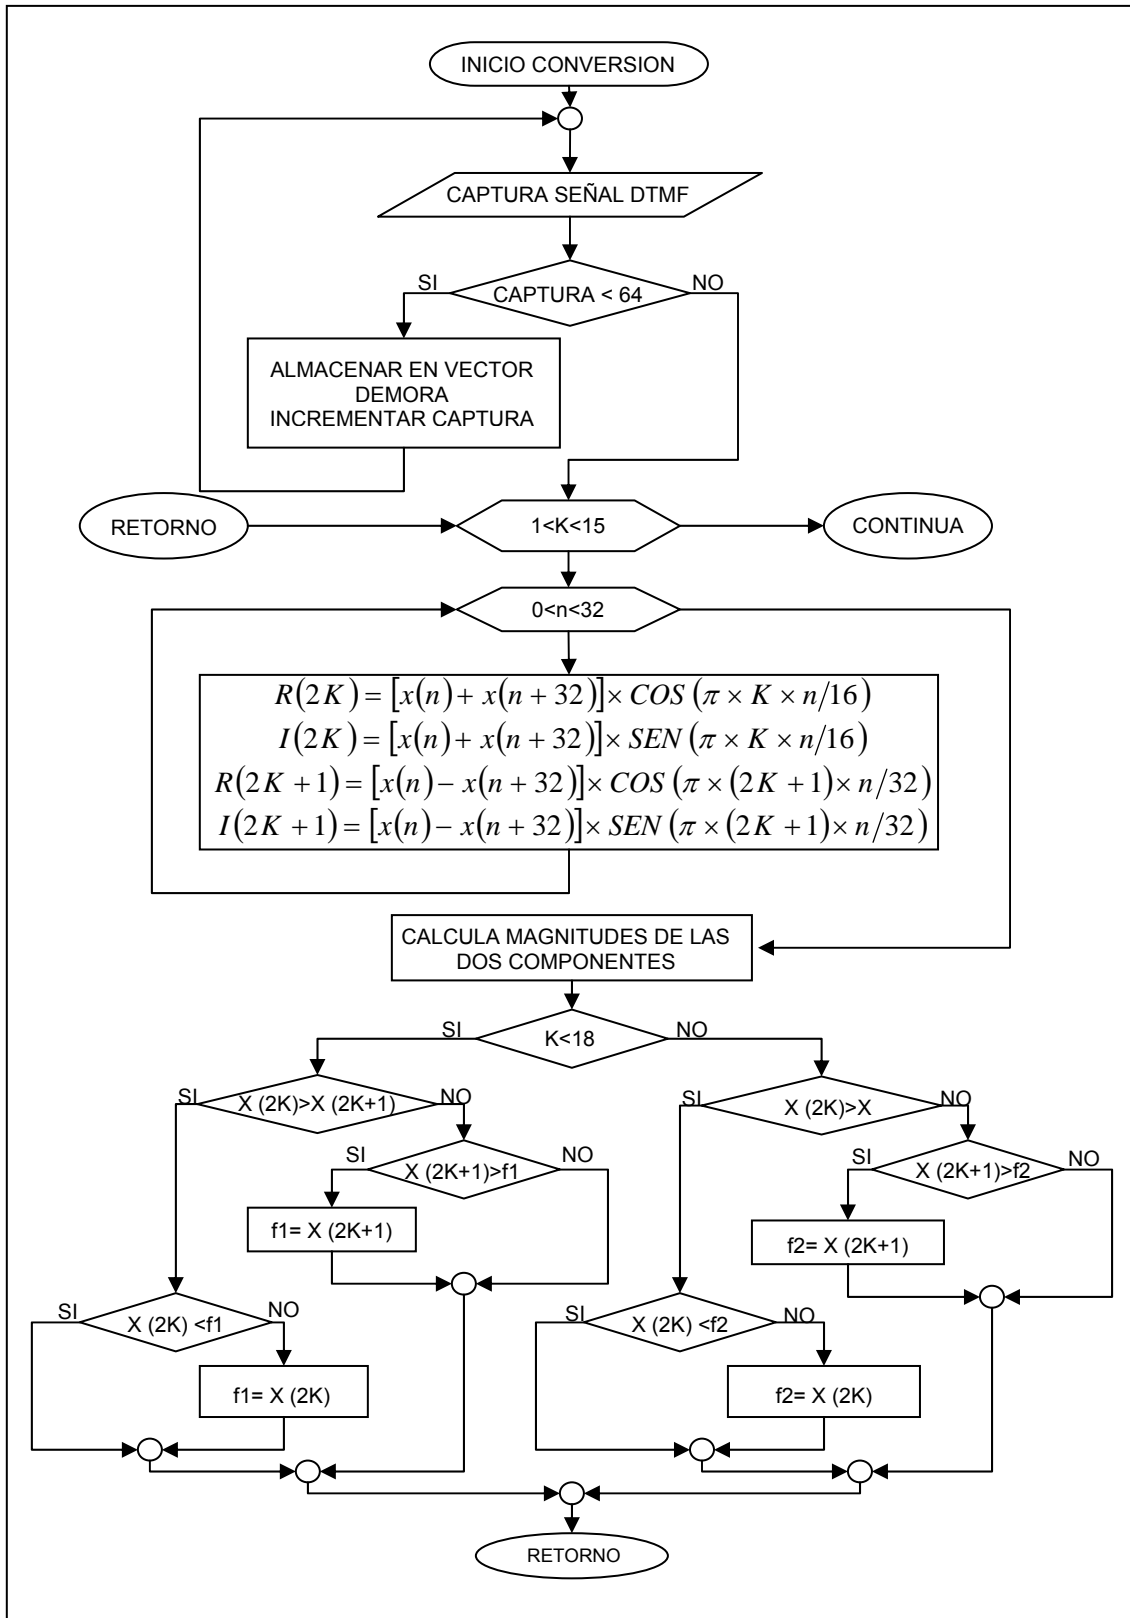 INICIO CONVERSION
CAPTURA SEÑAL DTMF
SI
CAPTURA < 64
NO
ALMACENAR EN VECTOR
DEMORA
INCREMENTAR CAPTURA
RETORNO
1<K<15
CONTINUA
0<n<32
R(2K) = [x(n) + x(n + 32)] × COS (π × K × n/16)
I(2K) = [x(n) + x(n + 32)] × SEN (π × K × n/16)
R(2K + 1) = [x(n) − x(n + 32)] × COS (π × (2K + 1) × n/32)
I(2K + 1) = [x(n) − x(n + 32)] × SEN (π × (2K + 1) × n/32)
CALCULA MAGNITUDES DE LAS
DOS COMPONENTES
SI
K<18
NO
SI
X (2K)>X (2K+1)
NO
SI
X (2K)>X
NO
SI
X (2K+1)>f1
NO
SI
X (2K+1)>f2
NO
f1= X (2K+1)
f2= X (2K+1)
SI
X (2K) <f1
NO
SI
X (2K) <f2
NO
f1= X (2K)
f2= X (2K)
RETORNO